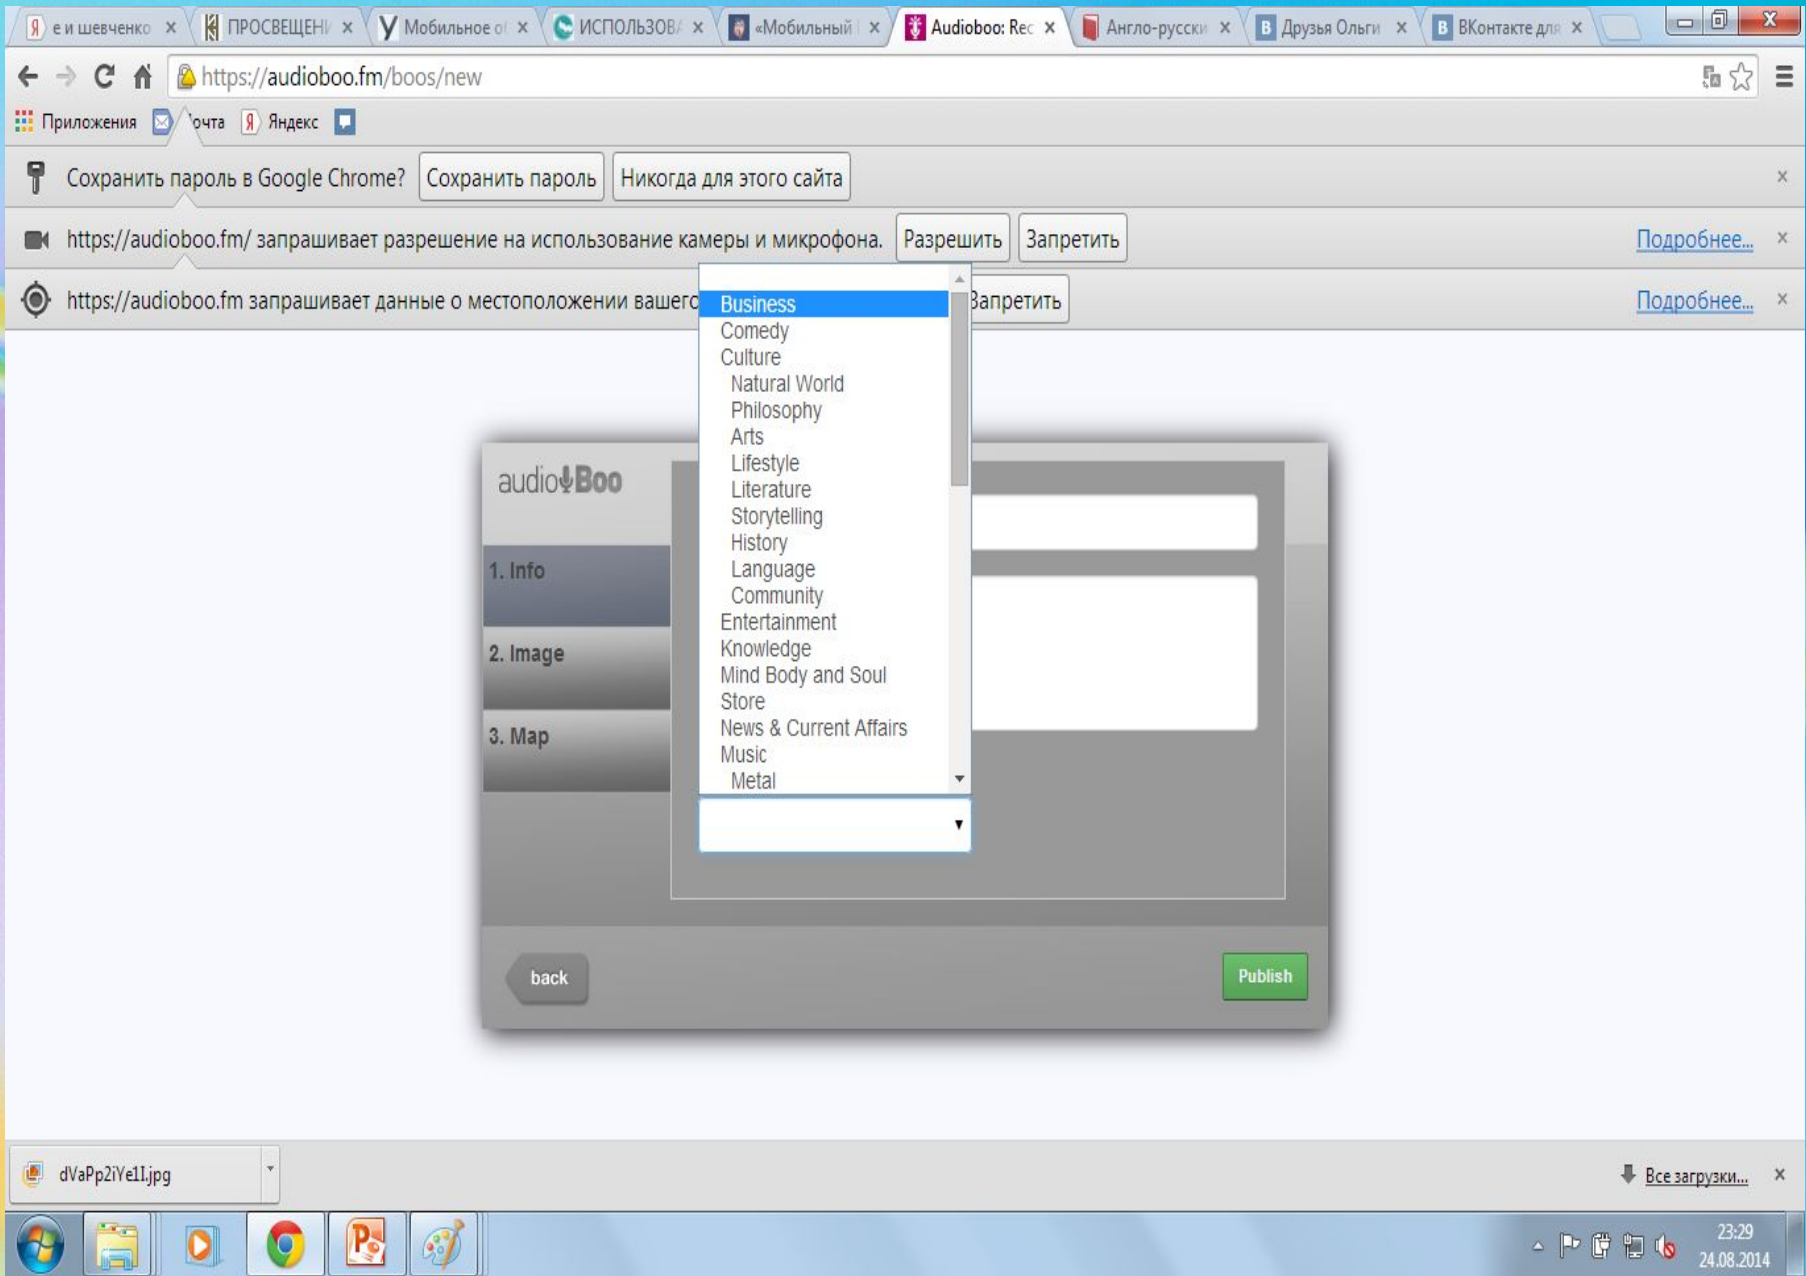 е и шевченко
ПРОСВЕЩЕНИ
Мобильное об
ИСПОЛЬЗОВА
«Мобильный
Audioboo: Rec
Англо-русски
Друзья Ольги
ВКонтакте для
https://audioboo.fm/boos/new
Приложения
очта
Яндекс
Сохранить пароль в Google Chrome?
Сохранить пароль
Никогда для этого сайта
https://audioboo.fm/ запрашивает разрешение на использование камеры и микрофона.
Разрешить
Запретить
Подробнее...
https://audioboo.fm запрашивает данные о местоположении вашего
Запретить
Подробнее...
Business
Comedy
Culture
Natural World
Philosophy
Arts
Lifestyle
Literature
Storytelling
History
Language
Community
Entertainment
Knowledge
Mind Body and Soul
Store
News & Current Affairs
Music
Metal
audioBoo
1. Info
2. Image
3. Map
back
Publish
dVaPp2iYe1I.jpg
Все загрузки...
23:29
24.08.2014